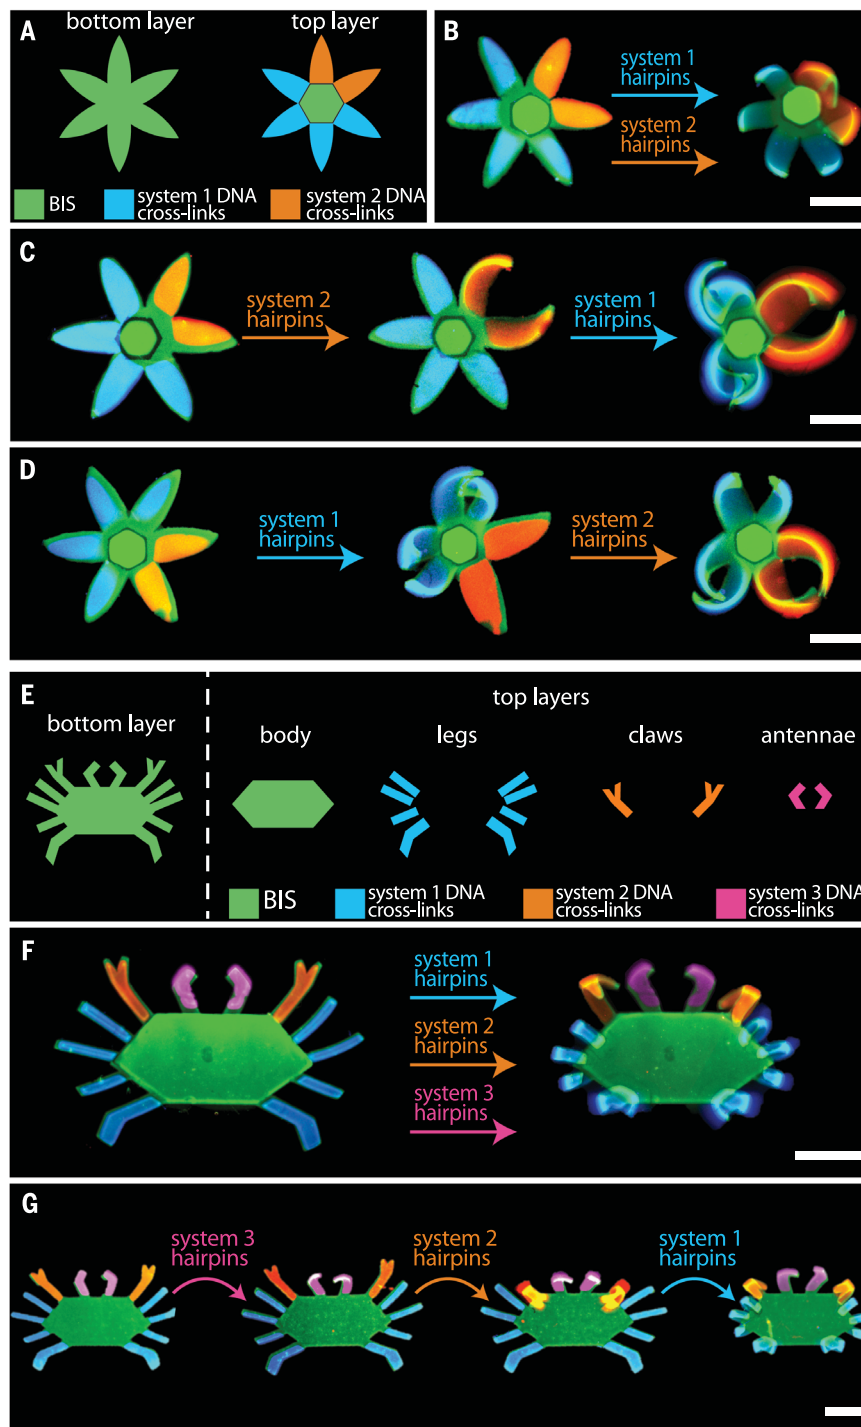 A
bottom layer
top layer
BIS
system 1 DNA
cross-links
system 2 DNA
cross-links
B
system 1
hairpins
system 2
hairpins
C
system 2
hairpins
system 1
hairpins
D
system 1
hairpins
system 2
hairpins
E
bottom layer
top layers
body
legs
claws
antennae
BIS
system 1 DNA
cross-links
system 2 DNA
cross-links
system 3 DNA
cross-links
F
system 1
hairpins
system 2
hairpins
system 3
hairpins
G
system 3
hairpins
system 2
hairpins
system 1
hairpins